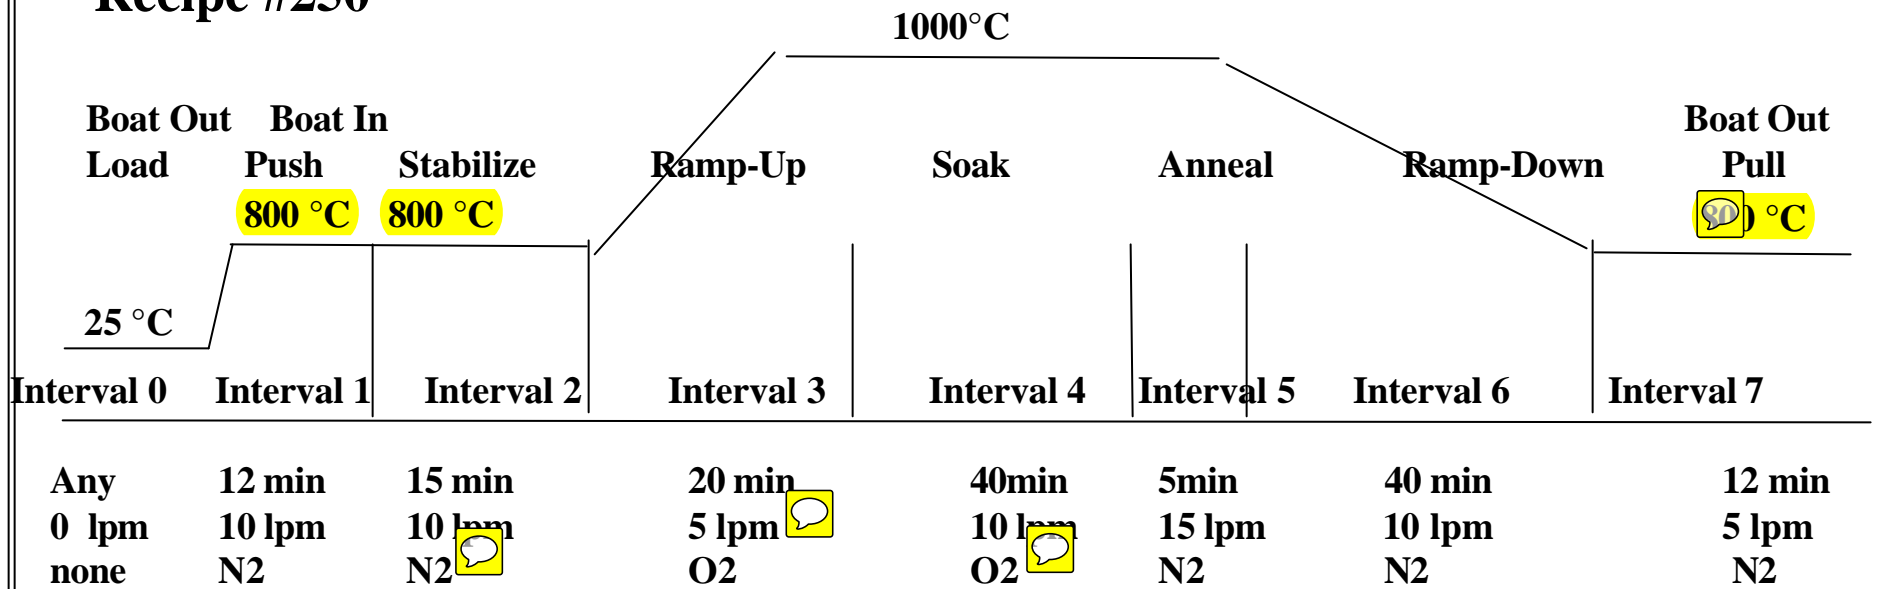 Recipe #250
1000°C
Boat Out Boat In Boat Out
Load Push Stabilize Ramp-Up Soak Anneal Ramp-Down Pull
800 °C 800 °C 800 °C
25 °C
Interval 0 Interval 1 Interval 2 Interval 3 Interval 4 Interval 5 Interval 6 Interval 7
Any 12 min 15 min 20 min 40min 5min 40 min 12 min
0 lpm 10 lpm 10 lpm 5 lpm 10 lpm 15 lpm 10 lpm 5 lpm
none N2 N2 O2 O2 N2 N2 N2